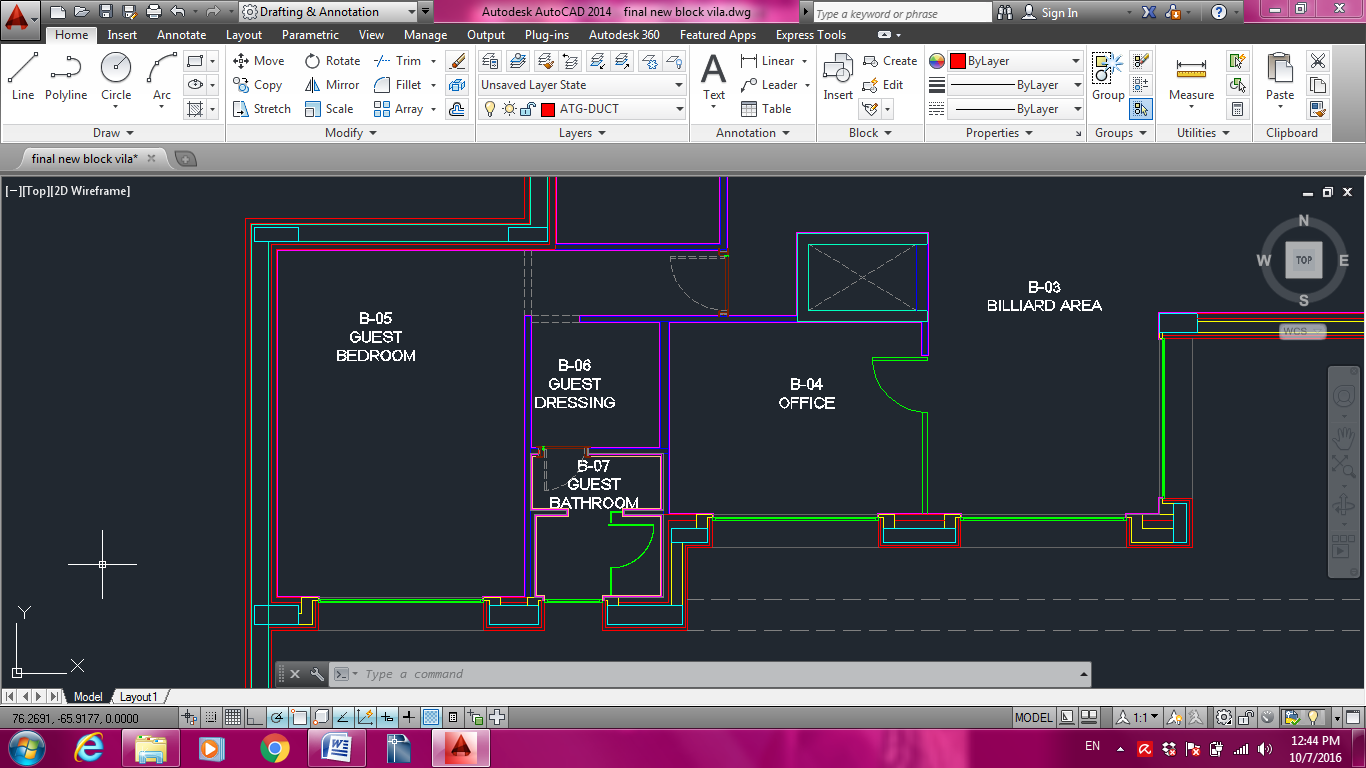 Drafting & Annotation
Autodesk AutoCAD 2014 final new block vila.dwg
Type a keyword or phrase
Sign In
Home Insert Annotate Layout Parametric View Manage Output Plug-ins Autodesk 360 Featured Apps Express Tools
Line Polyline Circle Arc
Move Rotate Trim
Copy Mirror Fillet
Stretch Scale Array
Unsaved Layer State
ATG-DUCT
Text
Linear
Leader
Table
Insert
Create
Edit
ByLayer
ByLayer
ByLayer
Group
Measure
Paste
Draw Modify Layers Annotation Block Properties Groups Utilities Clipboard
final new block vila*
[−][Top][2D Wireframe]
N
W TOP E
S
WCS
B-03
BILLIARD AREA
B-05
GUEST
BEDROOM
B-06
GUEST
DRESSING
B-04
OFFICE
B-07
GUEST
BATHROOM
Y
X
Type a command
Model Layout1
76.2691, -65.9177, 0.0000
MODEL
1:1
EN
12:44 PM
10/7/2016